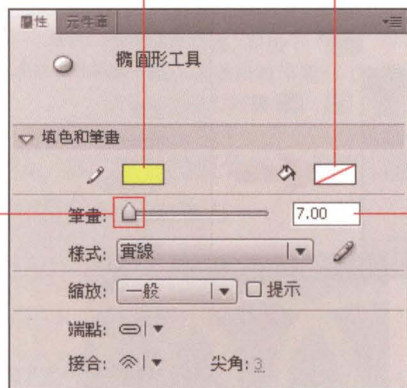 屬性 元件庫
橢圓形工具
填色和筆畫
筆畫: 7.00
樣式: 實線
縮放: 一般 提示
端點:
接合: 尖角: 3